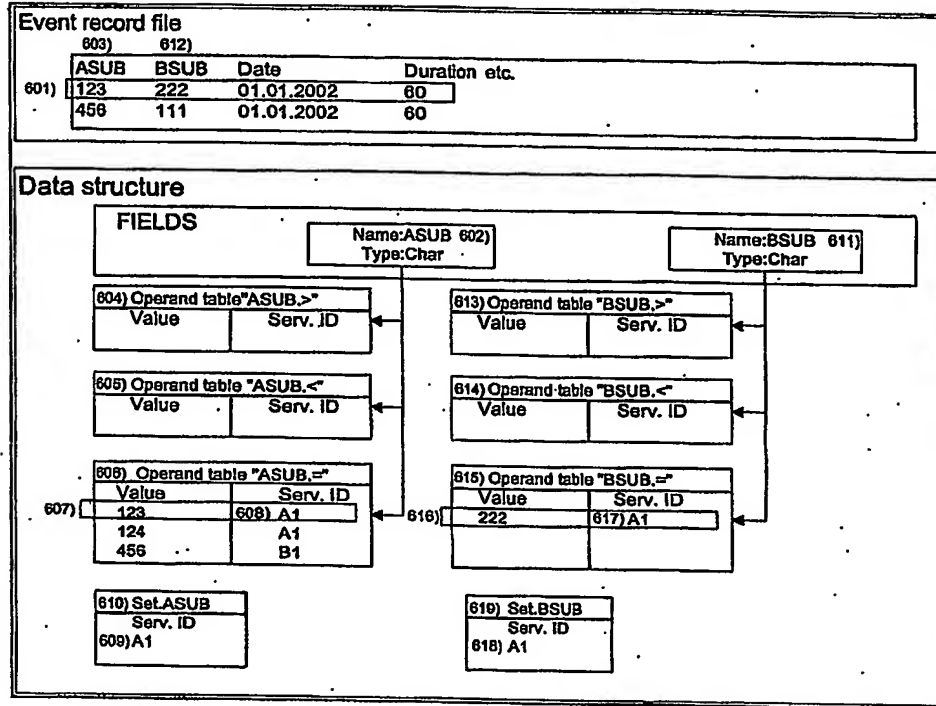 Event record file
603) 612)
ASUB BSUB Date Duration etc.
601) 123 222 01.01.2002 60
456 111 01.01.2002 60
Data structure
FIELDS
Name:ASUB 602)
Type:Char
Name:BSUB 611)
Type:Char
604) Operand table"ASUB.>"
Value Serv. ID
613) Operand table "BSUB.>"
Value Serv. ID
605) Operand table "ASUB.<"
Value Serv. ID
614) Operand table "BSUB.<"
Value Serv. ID
606) Operand table "ASUB.="
Value Serv. ID
607) 123 608) A1
124 A1
456 B1
615) Operand table "BSUB.="
Value Serv. ID
616) 222 617) A1
610) Set.ASUB
Serv. ID
609) A1
619) Set.BSUB
Serv. ID
618) A1